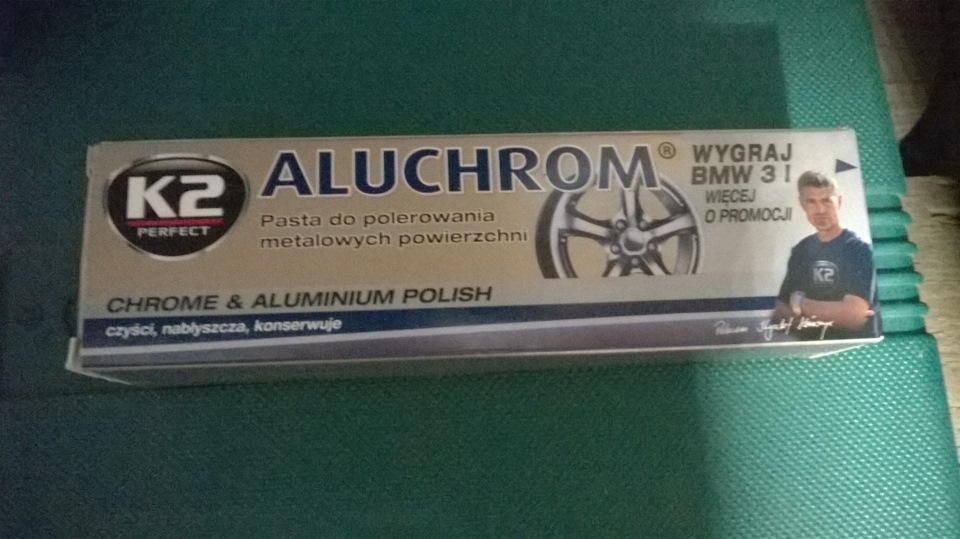 K2
PERFECT
ALUCHROM®
Pasta do polerowania
metalowych powierzchni
CHROME & ALUMINIUM POLISH
czyści, nabłyszcza, konserwuje
WYGRAJ
BMW 3 !
WIĘCEJ
O PROMOCJI
K2
Polecam